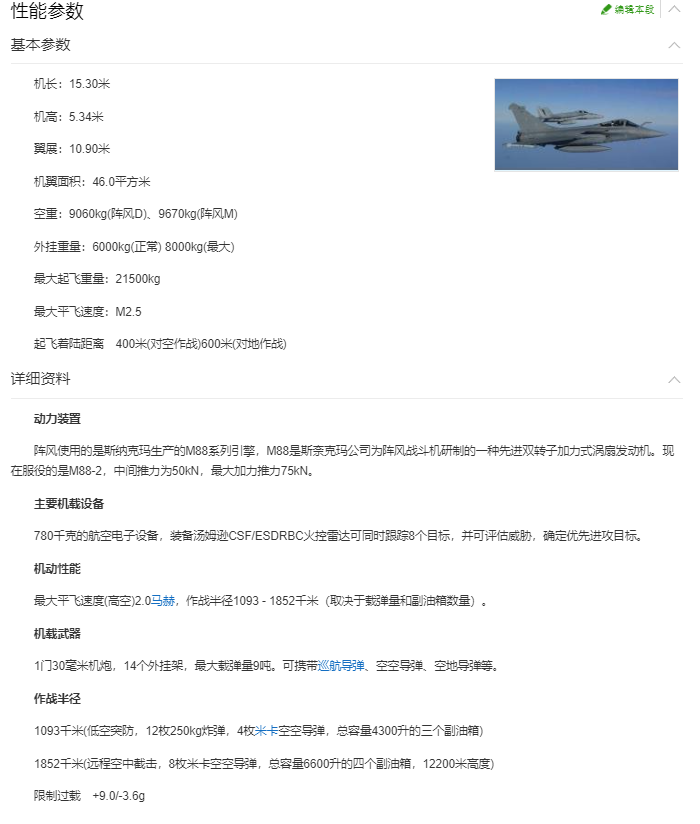 性能参数
编辑本段
基本参数
机长：15.30米
机高：5.34米
翼展：10.90米
机翼面积：46.0平方米
空重：9060kg(阵风D)、9670kg(阵风M)
外挂重量：6000kg(正常) 8000kg(最大)
最大起飞重量：21500kg
最大平飞速度：M2.5
起飞着陆距离　400米(对空作战)600米(对地作战)
详细资料
动力装置
阵风使用的是斯纳克玛生产的M88系列引擎，M88是斯奈克玛公司为阵风战斗机研制的一种先进双转子加力式涡扇发动机。现
在服役的是M88-2，中间推力为50kN，最大加力推力75kN。
主要机载设备
780千克的航空电子设备，装备汤姆逊CSF/ESDRBC火控雷达可同时跟踪8个目标，并可评估威胁，确定优先进攻目标。
机动性能
最大平飞速度(高空)2.0马赫，作战半径1093 - 1852千米（取决于载弹量和副油箱数量）。
机载武器
1门30毫米机炮，14个外挂架，最大载弹量9吨。可携带巡航导弹、空空导弹、空地导弹等。
作战半径
1093千米(低空突防，12枚250kg炸弹，4枚米卡空空导弹，总容量4300升的三个副油箱)
1852千米(远程空中截击，8枚米卡空空导弹，总容量6600升的四个副油箱，12200米高度)
限制过载　+9.0/-3.6g